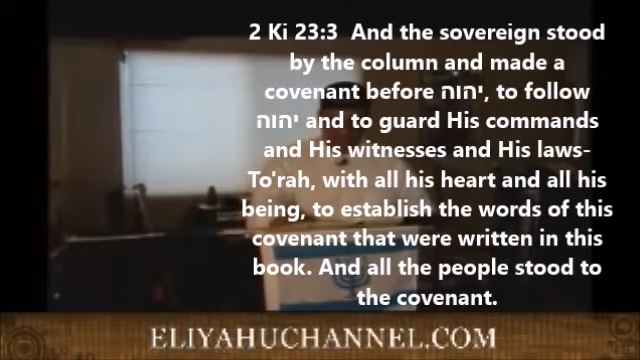 2 Ki 23:3 And the sovereign stood
by the column and made a
covenant before יהוה, to follow
יהוה and to guard His commands
and His witnesses and His laws-
To'rah, with all his heart and all his
being, to establish the words of this
covenant that were written in this
book. And all the people stood to
the covenant.
ELIYAHUCHANNEL.COM